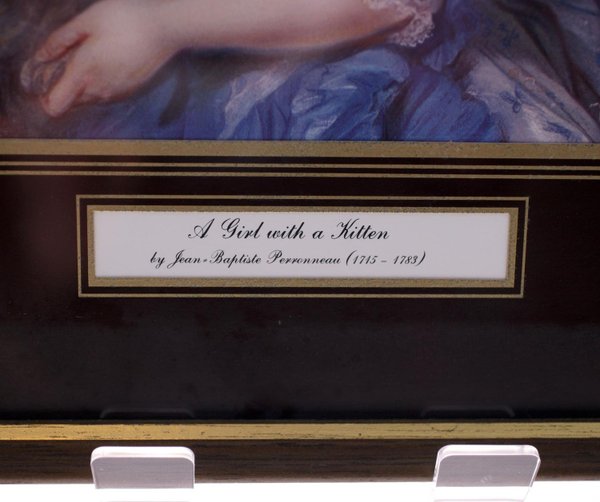 A Girl with a Kitten
by Jean-Baptiste Perronneau (1715 - 1783)